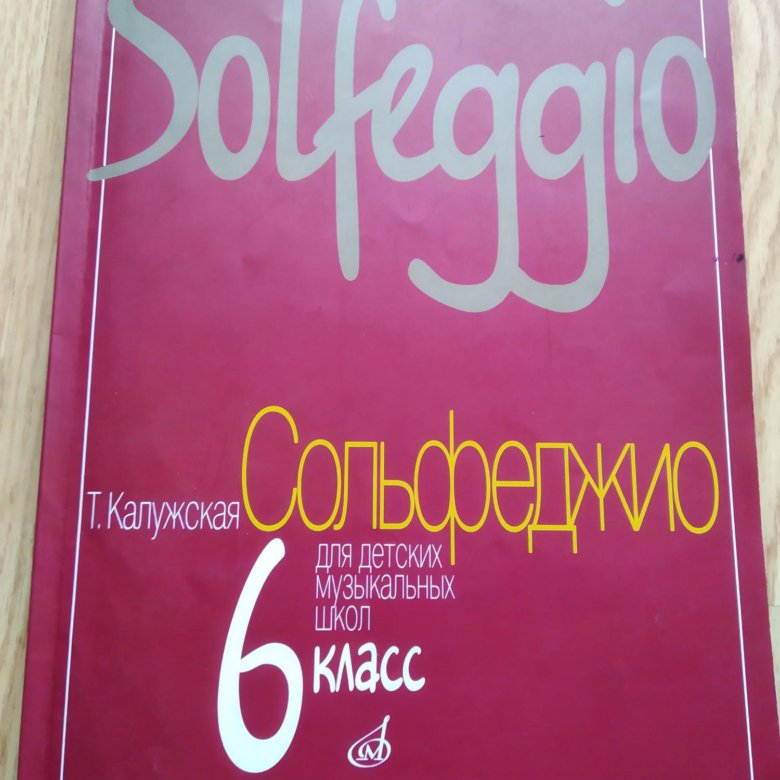 Solfeggio
Т. Калужская Сольфеджио
для детских
музыкальных
школ
6 класс
М